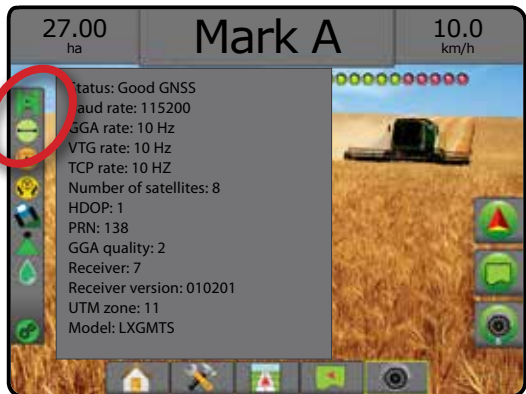 27.00
ha
Mark A
10.0
km/h
Status: Good GNSS
Baud rate: 115200
GGA rate: 10 Hz
VTG rate: 10 Hz
TCP rate: 10 HZ
Number of satellites: 8
HDOP: 1
PRN: 138
GGA quality: 2
Receiver: 7
Receiver version: 010201
UTM zone: 11
Model: LXGMTS